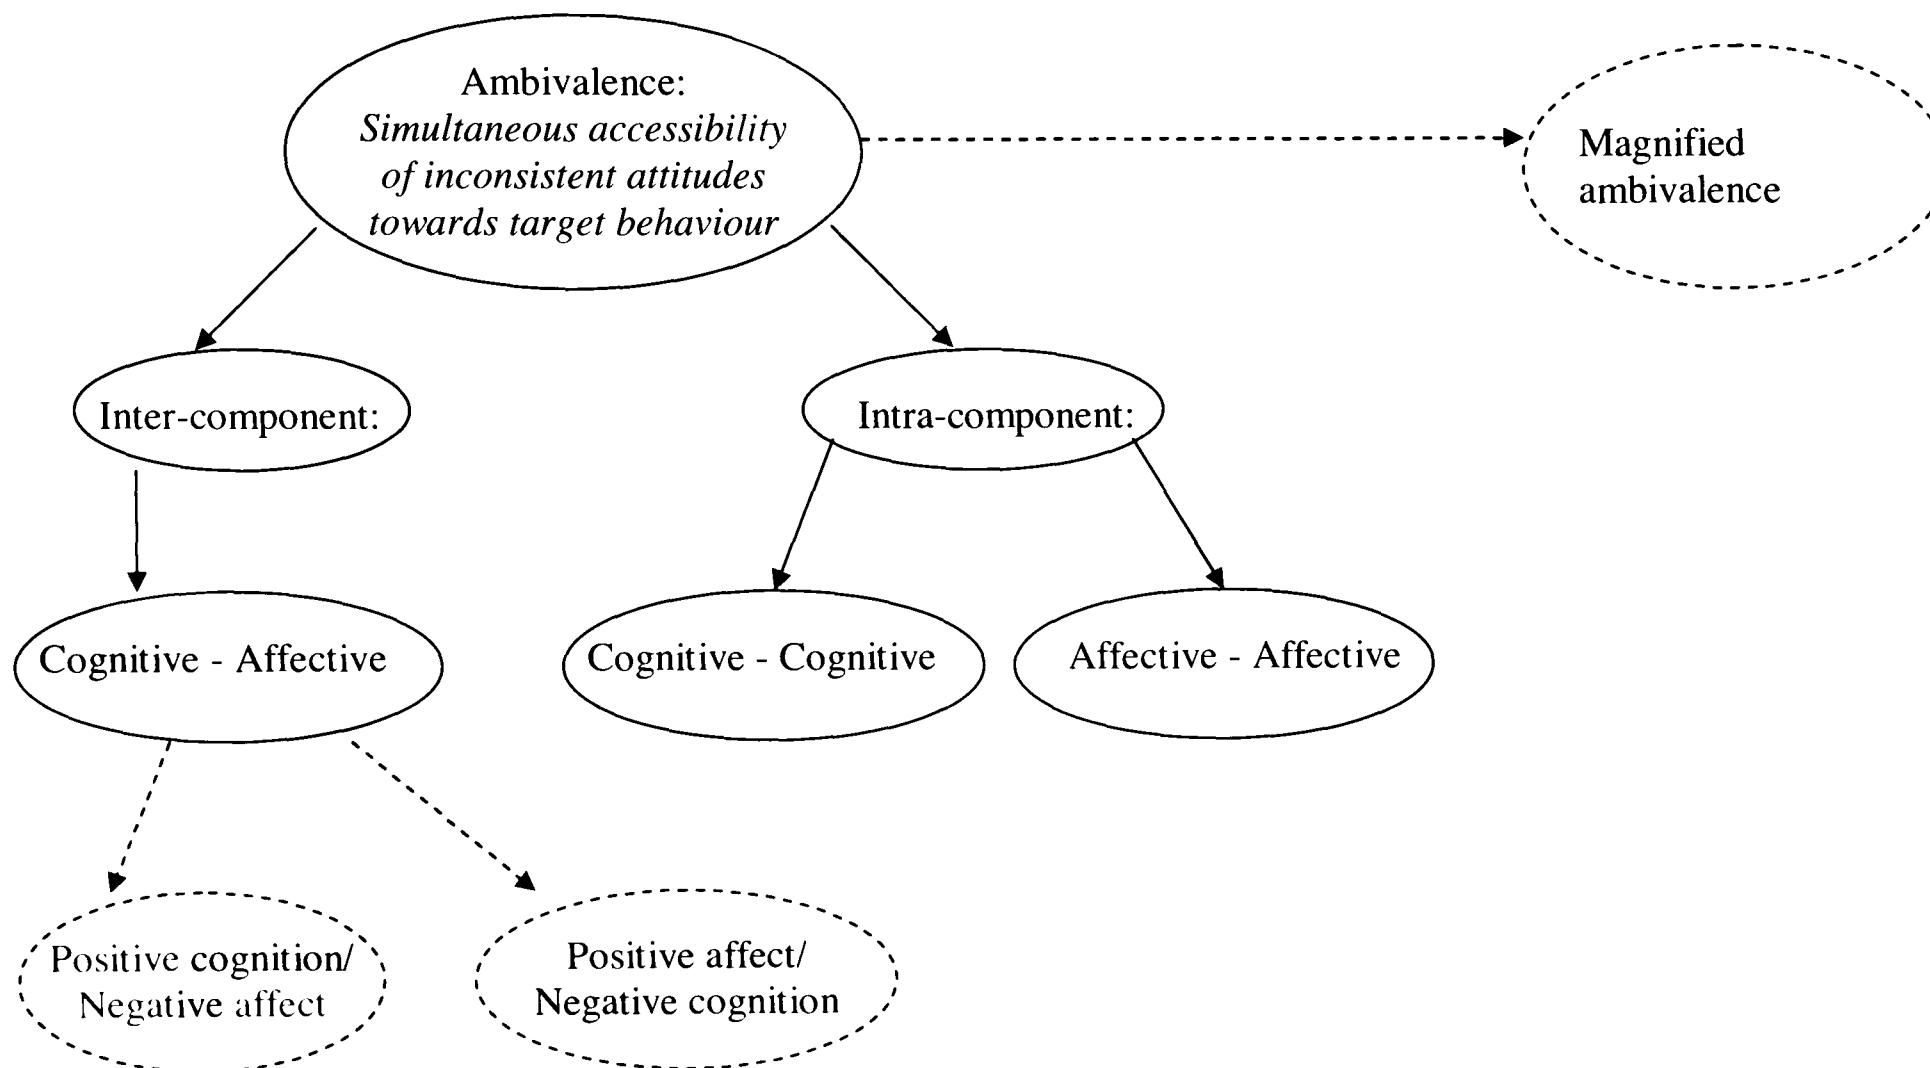 Ambivalence:
Simultaneous accessibility
of inconsistent attitudes
towards target behaviour
Magnified
ambivalence
Inter-component:
Intra-component:
Cognitive - Affective
Cognitive - Cognitive
Affective - Affective
Positive cognition/
Negative affect
Positive affect/
Negative cognition